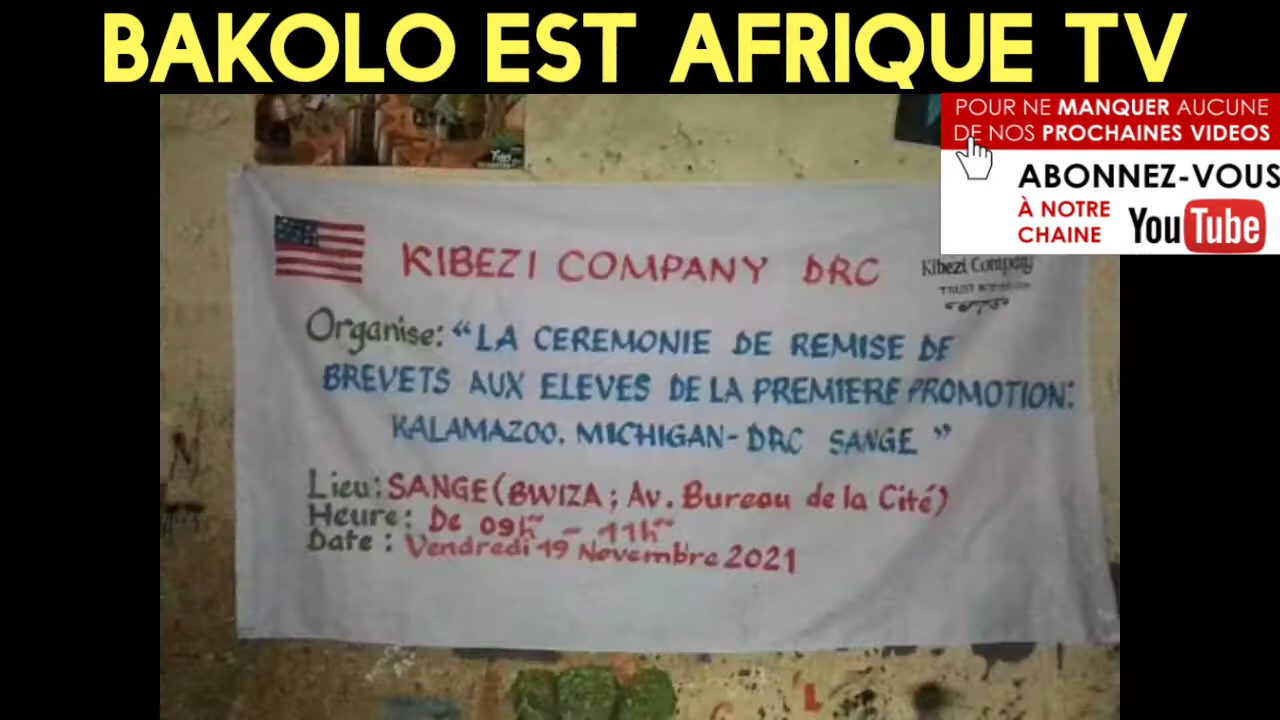 BAKOLO EST AFRIQUE TV
POUR NE MANQUER AUCUNE
DE NOS PROCHAINES VIDEOS
ABONNEZ-VOUS
À NOTRE
CHAINE
YouTube
KIBEZI COMPANY DRC
Kibezi Company
TRUST
Organise: “LA CEREMONIE DE REMISE DE
BREVETS AUX ELEVES DE LA PREMIERE PROMOTION:
KALAMAZOO. MICHIGAN-DRC SANGE ”
Lieu: SANGE (BWIZA ; Av. Bureau de la Cité)
Heure: De 09h - 11h
Date : Vendredi 19 Novembre 2021